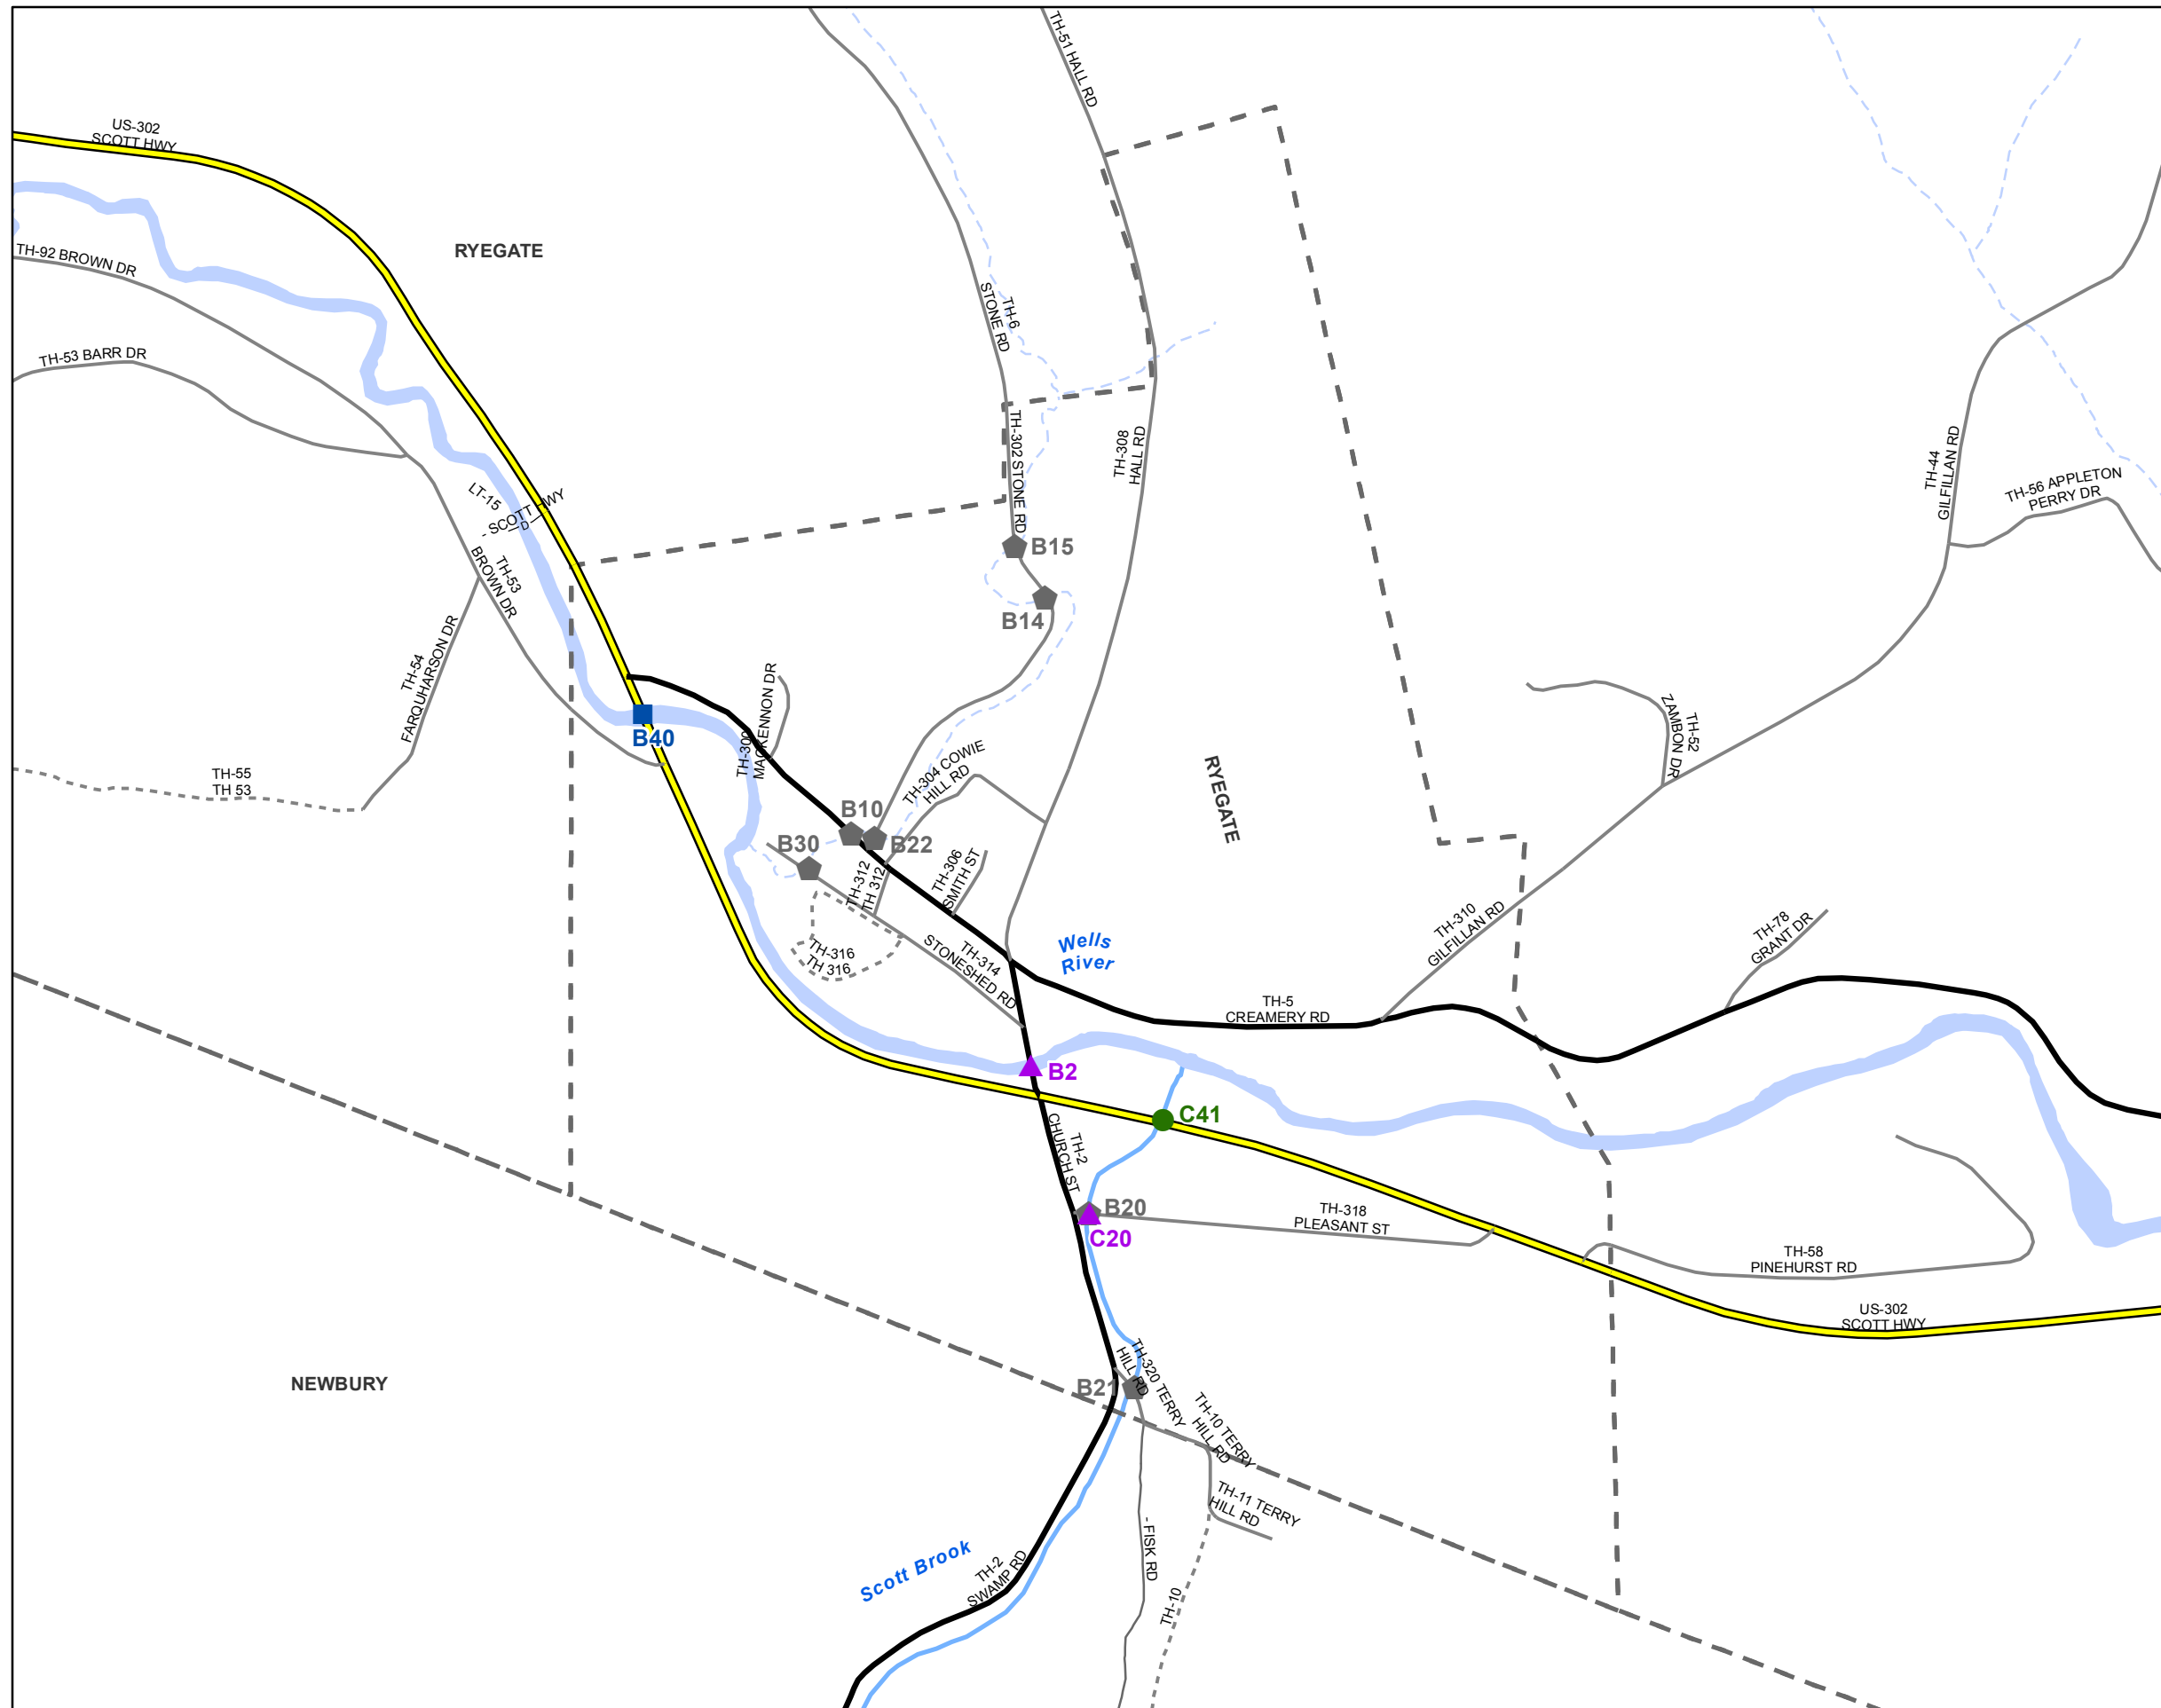 TH-51 HALL RD
US-302
SCOTT HWY
RYEGATE
TH-92 BROWN DR
TH-6
STONE RD
TH-53 BARR DR
TH-302 STONE RD
TH-308
HALL RD
TH-44
GILFILLAN RD
TH-56 APPLETON
PERRY DR
LT-15
- SCOTT HWY
- D -
B15
TH-53
BROWN DR
B14
TH-54
FARQUHARSON DR
MACKENNON DR
TH-52
ZAMBON DR
B40
TH-55
TH 53
TH-304 COWIE
HILL RD
RYEGATE
B10
B30
B22
TH-312
TH 312
TH-306
SMITH ST
TH-310
GILFILLAN RD
TH-78
GRANT DR
Wells
River
TH-316
TH 316
TH-314
STONESHED RD
TH-5
CREAMERY RD
B2
C41
TH-2
CHURCH ST
B20
C20
TH-318
PLEASANT ST
TH-58
PINEHURST RD
US-302
SCOTT HWY
NEWBURY
B21
TH-320 TERRY
HILL RD
TH-10 TERRY
HILL RD
TH-11 TERRY
HILL RD
- FISK RD
Scott Brook
TH-2
SWAMP RD
TH-10